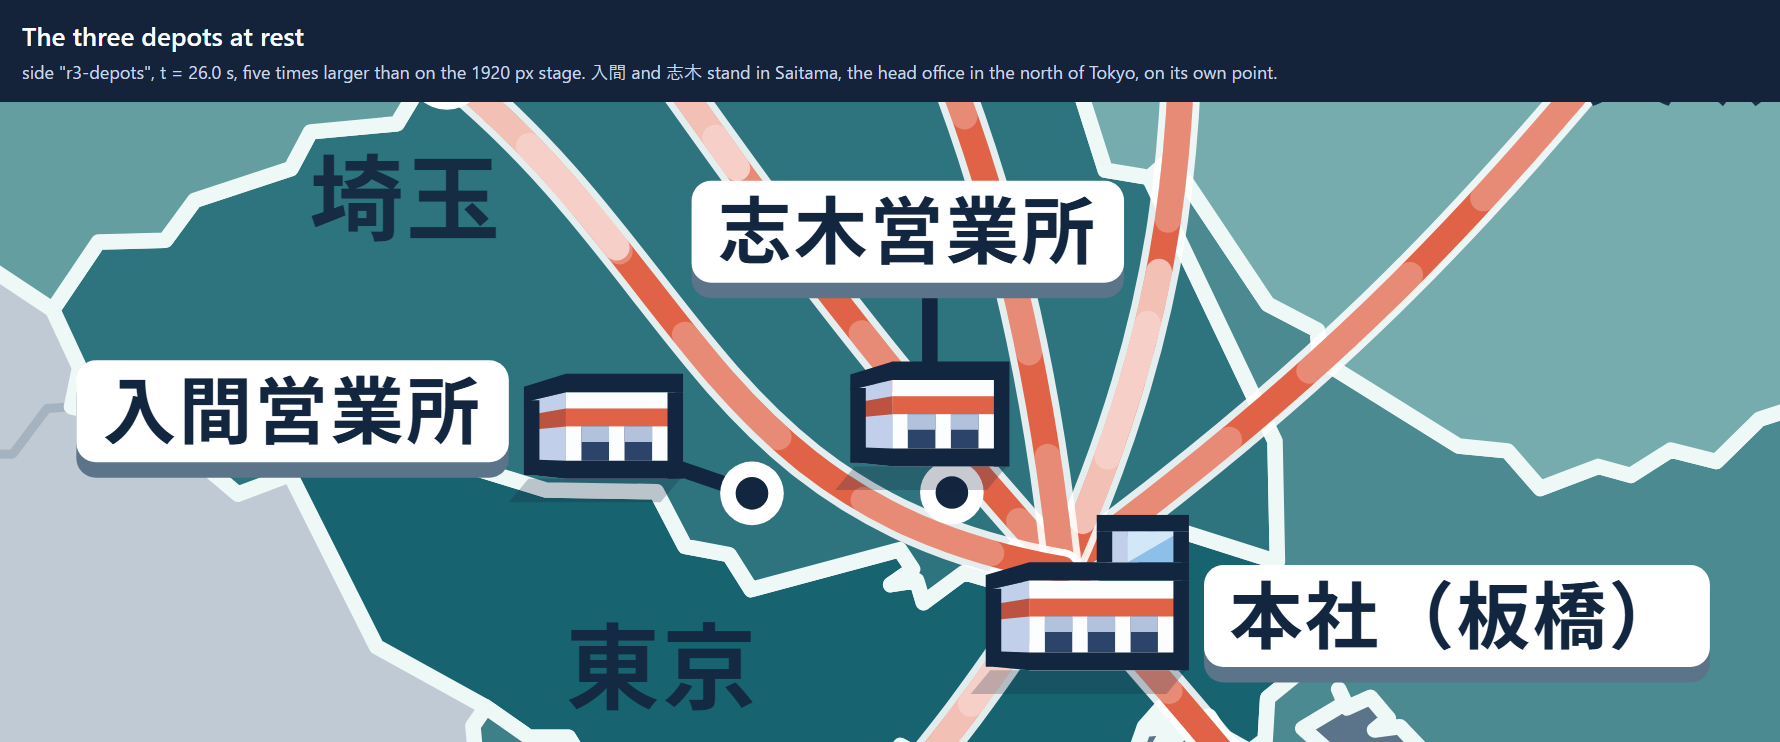 The three depots at rest
side "r3-depots", t = 26.0 s, five times larger than on the 1920 px stage. 入間 and 志木 stand in Saitama, the head office in the north of Tokyo, on its own point.
埼玉
志木営業所
入間営業所
本社（板橋）
東京